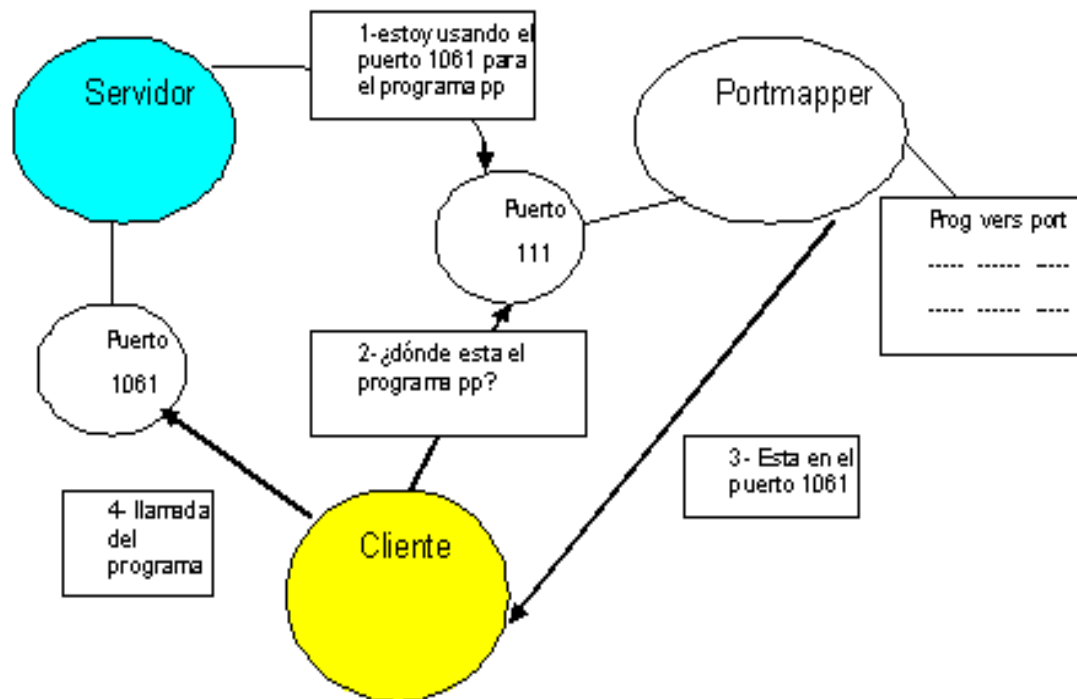 1-estoy usando el
puerto 1061 para
el programa pp
Servidor
Portmapper
Puerto
111
Prog vers port
----- ------ ----
----- ------ ----
Puerto
1061
2-¿dónde esta el
programa pp?
3- Esta en el
puerto 1061
4- llamada
del
programa
Cliente